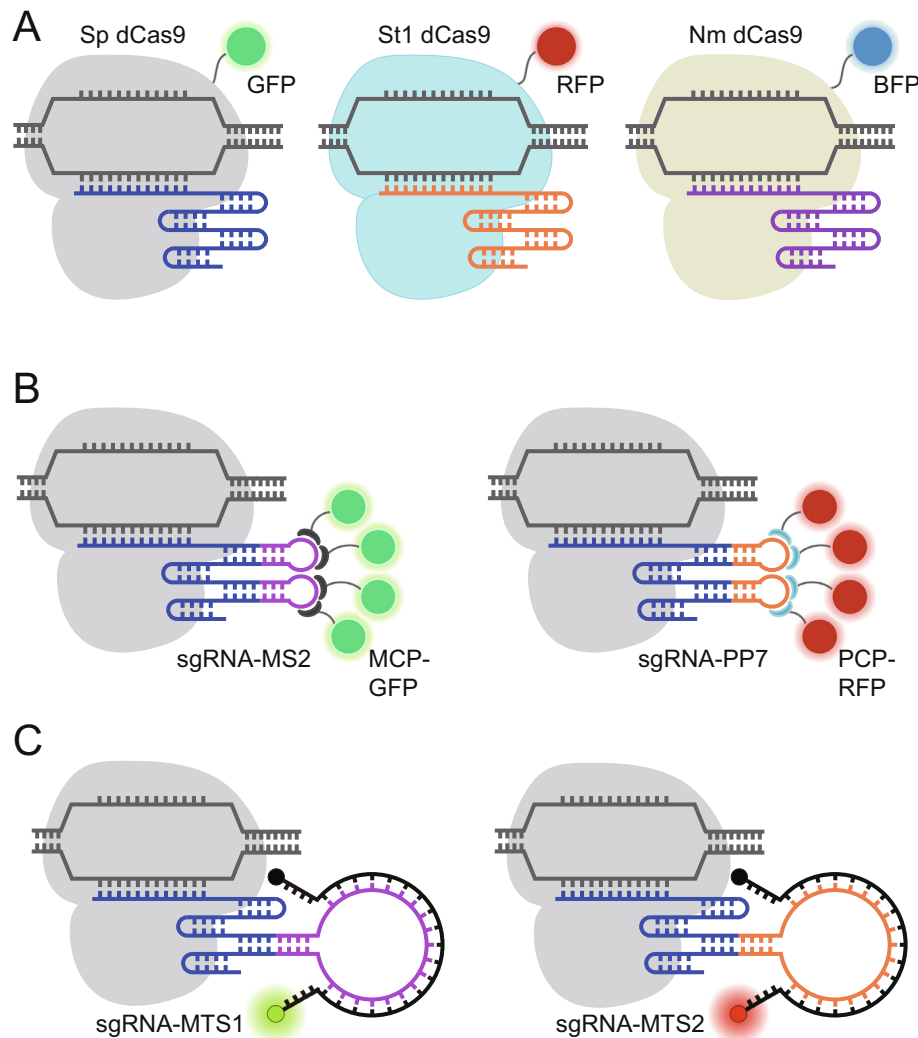 A
Sp dCas9
GFP
St1 dCas9
RFP
Nm dCas9
BFP
B
sgRNA-MS2
MCP-
GFP
sgRNA-PP7
PCP-
RFP
C
sgRNA-MTS1
sgRNA-MTS2